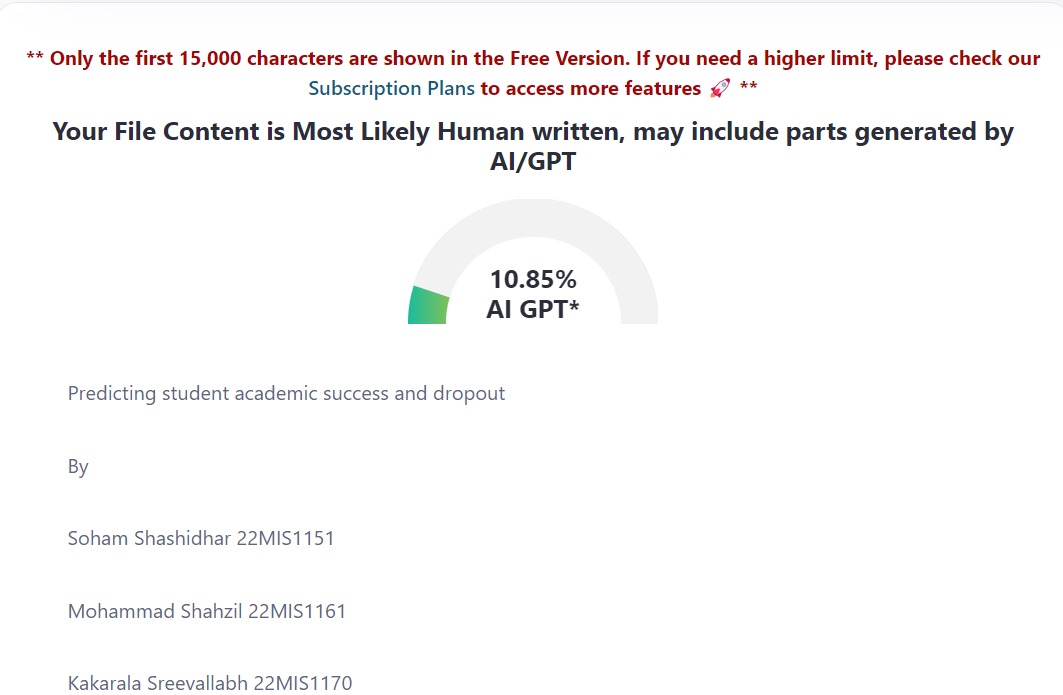 ** Only the first 15,000 characters are shown in the Free Version. If you need a higher limit, please check our
Subscription Plans to access more features 🚀 **
Your File Content is Most Likely Human written, may include parts generated by
AI/GPT
10.85%
AI GPT*
Predicting student academic success and dropout
By
Soham Shashidhar 22MIS1151
Mohammad Shahzil 22MIS1161
Kakarala Sreevallabh 22MIS1170